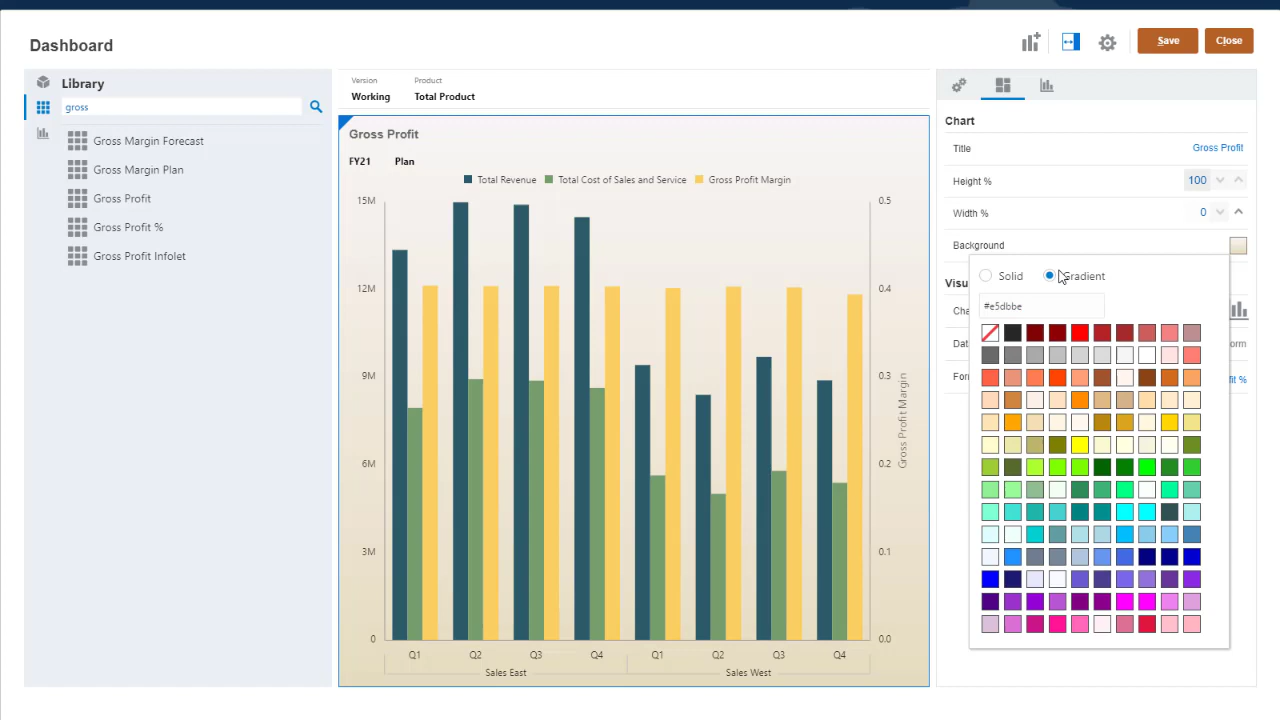 Dashboard
Save
Close
Library
gross
Gross Margin Forecast
Gross Margin Plan
Gross Profit
Gross Profit %
Gross Profit Infolet
Version
Product
Working
Total Product
Gross Profit
FY21
Plan
Total Revenue
Total Cost of Sales and Service
Gross Profit Margin
15M
12M
9M
6M
3M
0
0.5
0.4
0.3
0.2
0.1
0.0
Gross Profit Margin
Q1
Q2
Q3
Q4
Q1
Q2
Q3
Q4
Sales East
Sales West
Chart
Title
Gross Profit
Height %
100
Width %
0
Background
Solid
Gradient
#e5dbbe